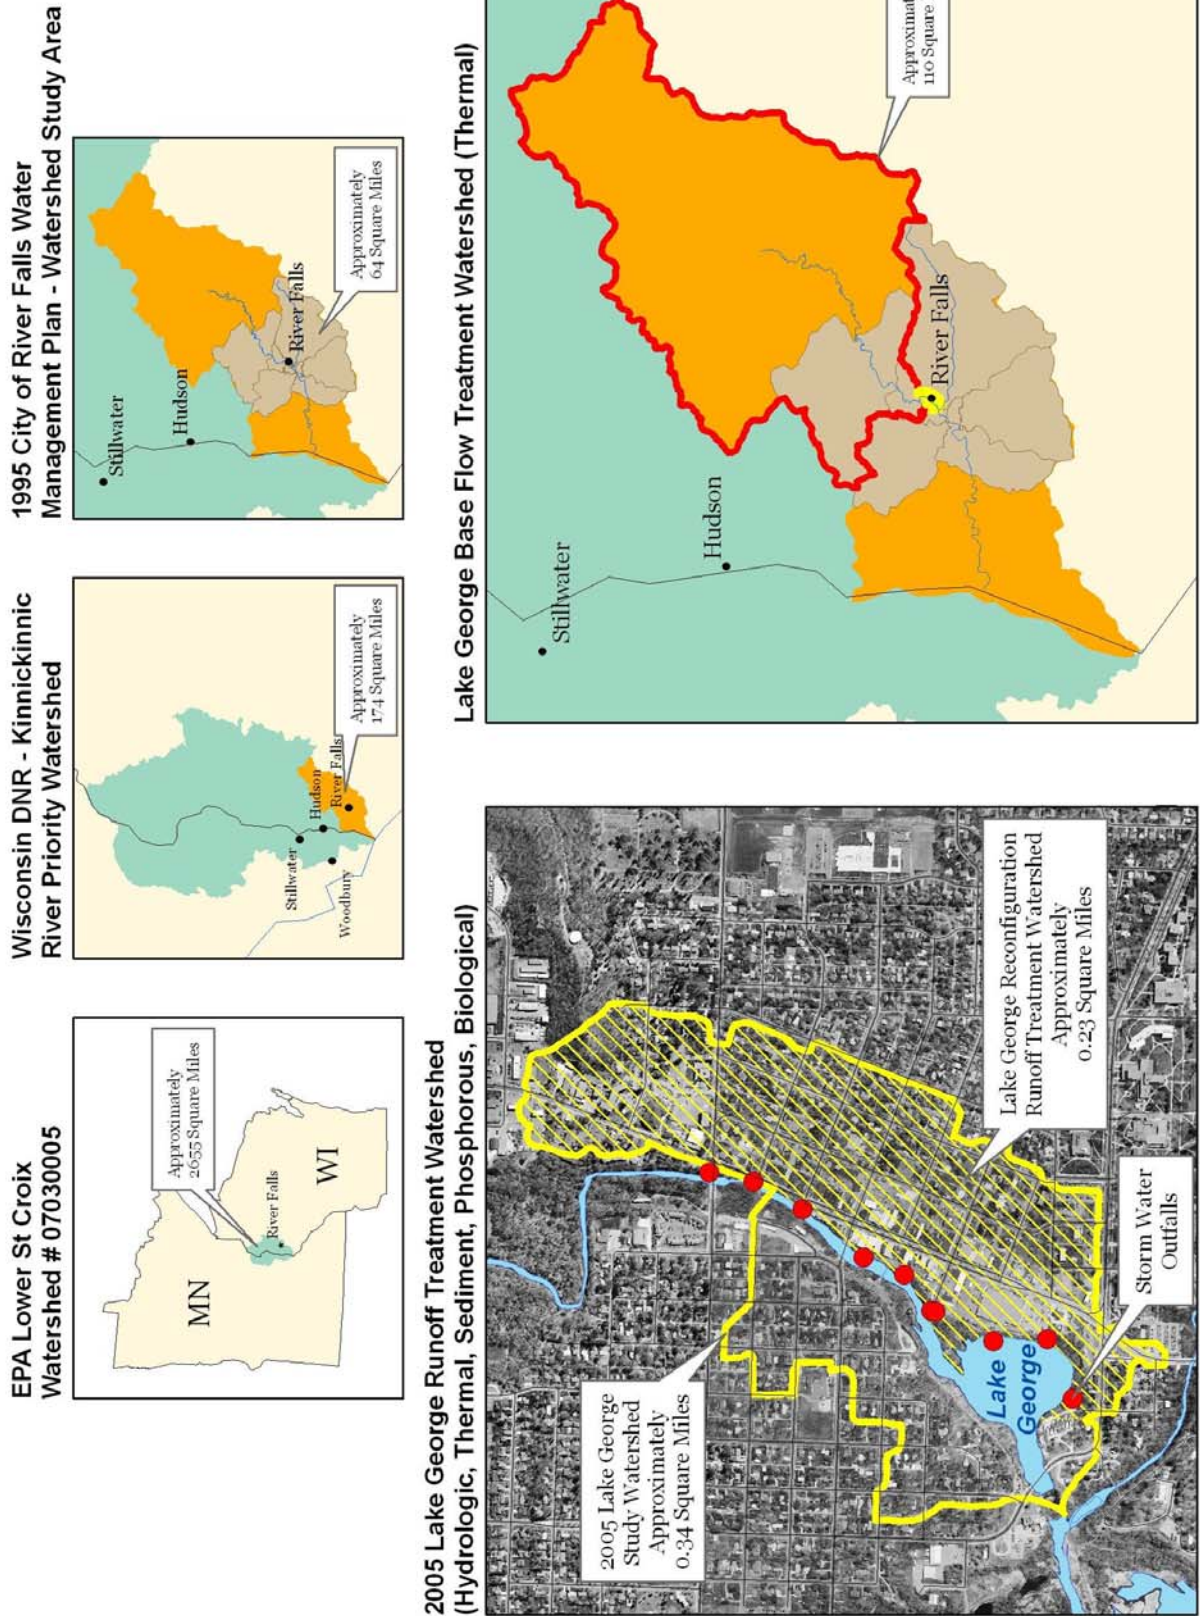 EPA Lower St Croix
Watershed # 07030005
MN
WI
River Falls
Approximately
2655 Square Miles
Wisconsin DNR - Kinnickinnic
River Priority Watershed
Stillwater
Hudson
River Falls
Woodbury
Approximately
174 Square Miles
1995 City of River Falls Water
Management Plan - Watershed Study Area
Stillwater
Hudson
River Falls
Approximately
64 Square Miles
2005 Lake George Runoff Treatment Watershed
(Hydrologic, Thermal, Sediment, Phosphorous, Biological)
2005 Lake George
Study Watershed
Approximately
0.34 Square Miles
Lake
George
Storm Water
Outfalls
Lake George Reconfiguration
Runoff Treatment Watershed
Approximately
0.23 Square Miles
Lake George Base Flow Treatment Watershed (Thermal)
Stillwater
Hudson
River Falls
110 Square